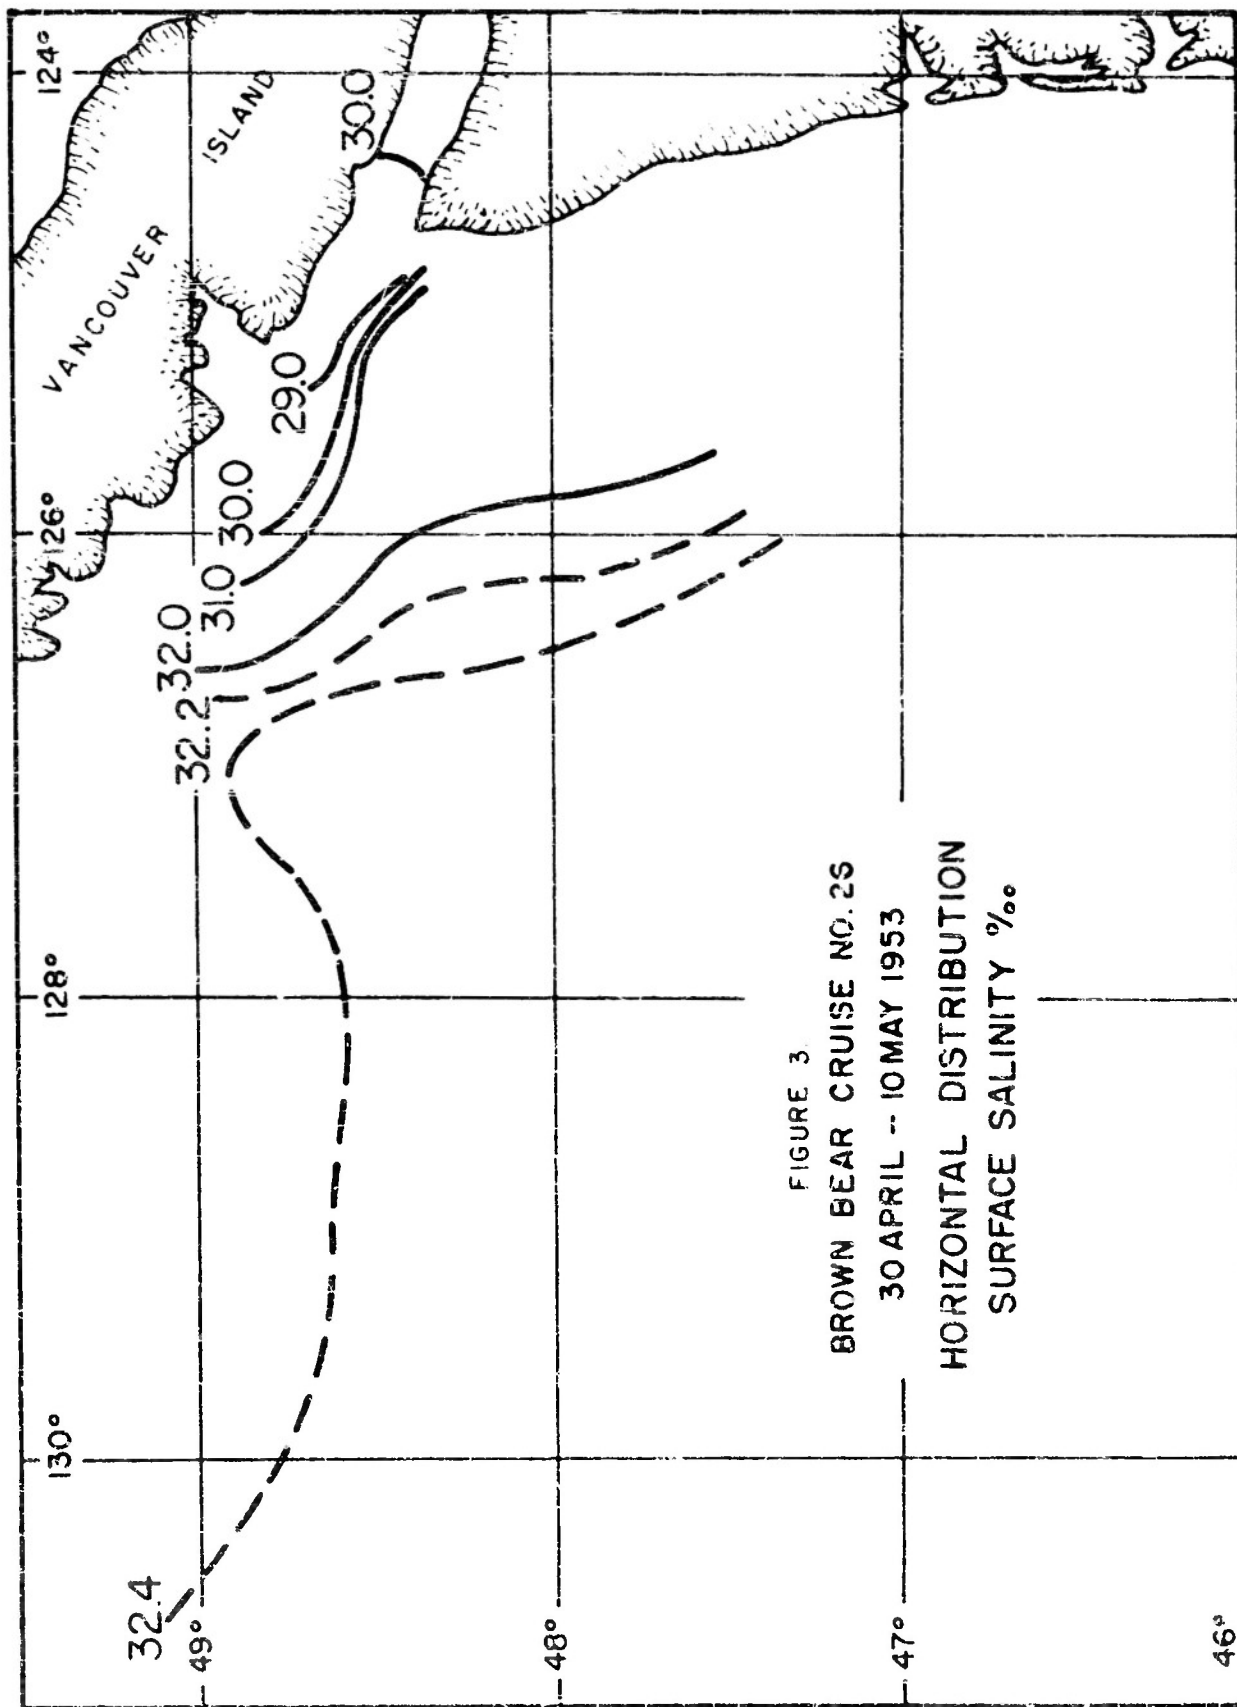 130°
128°
126°
124°
32.4
32.2
32.0
31.0
30.0
29.0
30.0
VANCOUVER
ISLAND
49°
48°
47°
46°
FIGURE 3.
BROWN BEAR CRUISE NO. 2S
30 APRIL -- 10 MAY 1953
HORIZONTAL DISTRIBUTION
SURFACE SALINITY ‰